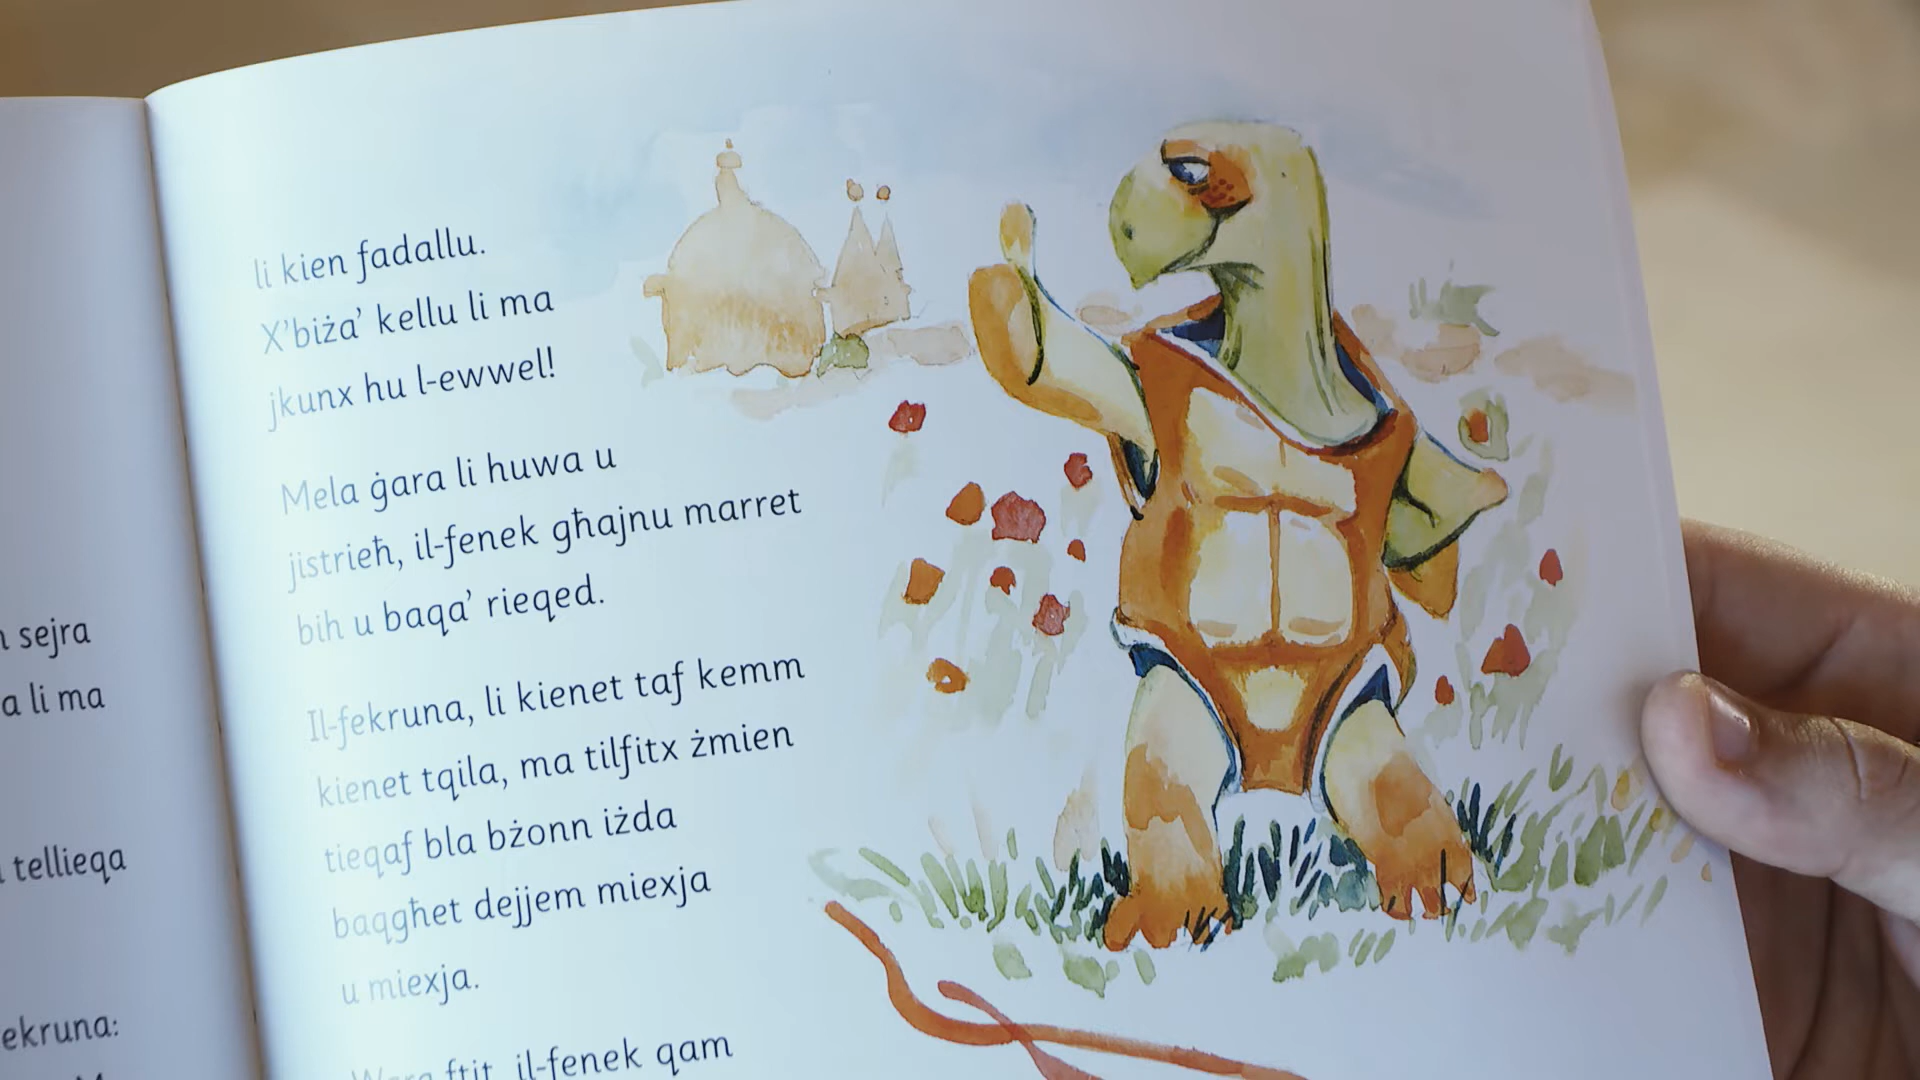 sejra
a li ma
tellieqa
ekruna:
li kien fadallu.
X'biża' kellu li ma
jkunx hu l-ewwel!
Mela ġara li huwa u
jistrieħ, il-fenek għajnu marret
bih u baqa' rieqed.
Il-fekruna, li kienet taf kemm
kienet tqila, ma tilfitx żmien
tieqaf bla bżonn iżda
baqgħet dejjem miexja
u miexja.
Wara ftit, il-fenek qam